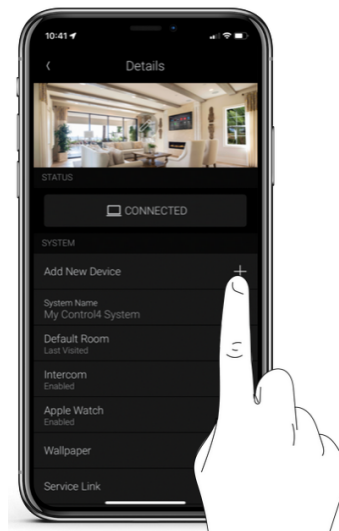 10:41
Details
STATUS
CONNECTED
SYSTEM
Add New Device
System Name
My Control4 System
Default Room
Last Visited
Intercom
Enabled
Apple Watch
Enabled
Wallpaper
Service Link